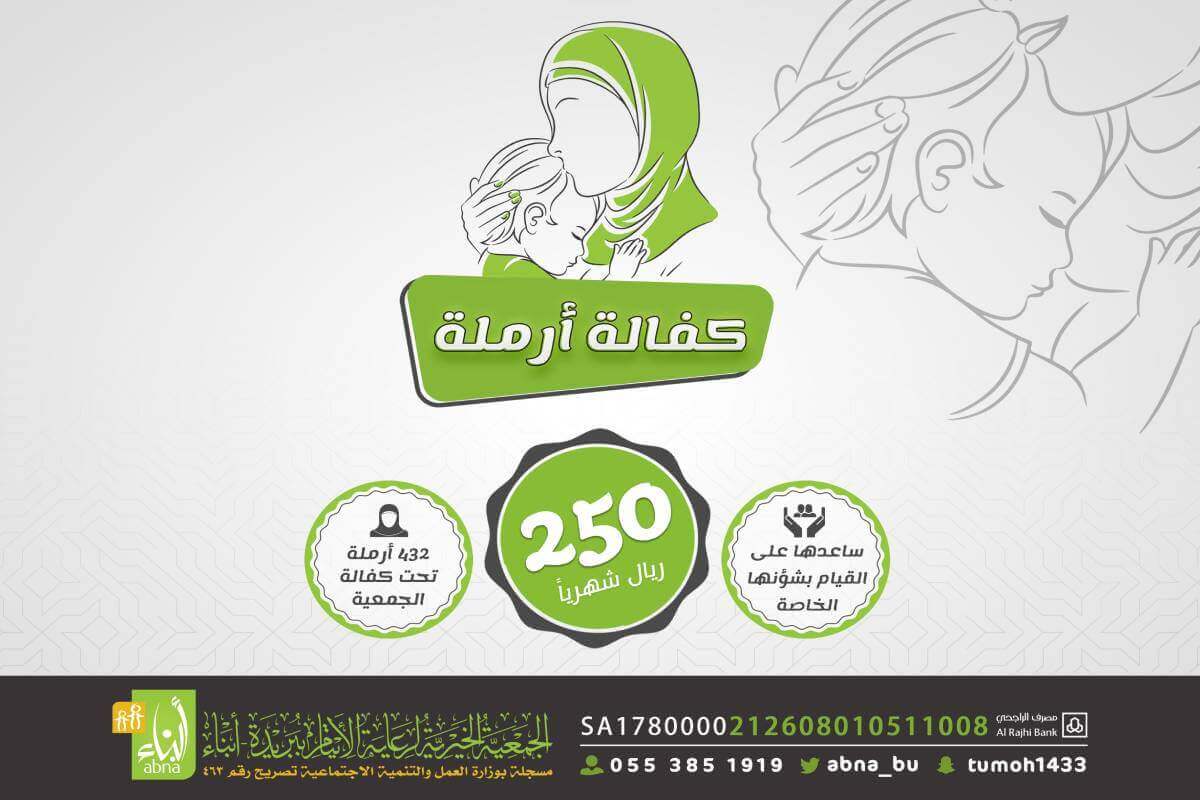 كفالة أرملة
ساعدها على
القيام بشؤنها
الخاصة
250
ريال شهرياً
432 أرملة
تحت كفالة
الجمعية
مصرف الراجحي
Al Rajhi Bank
SA1780000212608010511008
tumoh1433
abna_bu
055 385 1919
الجمعية الخيرية لرعاية الأيتام ببريدة - أبناء
مسجلة بوزارة العمل والتنمية الاجتماعية تصريح رقم ٤٦٣
أبناء
abna